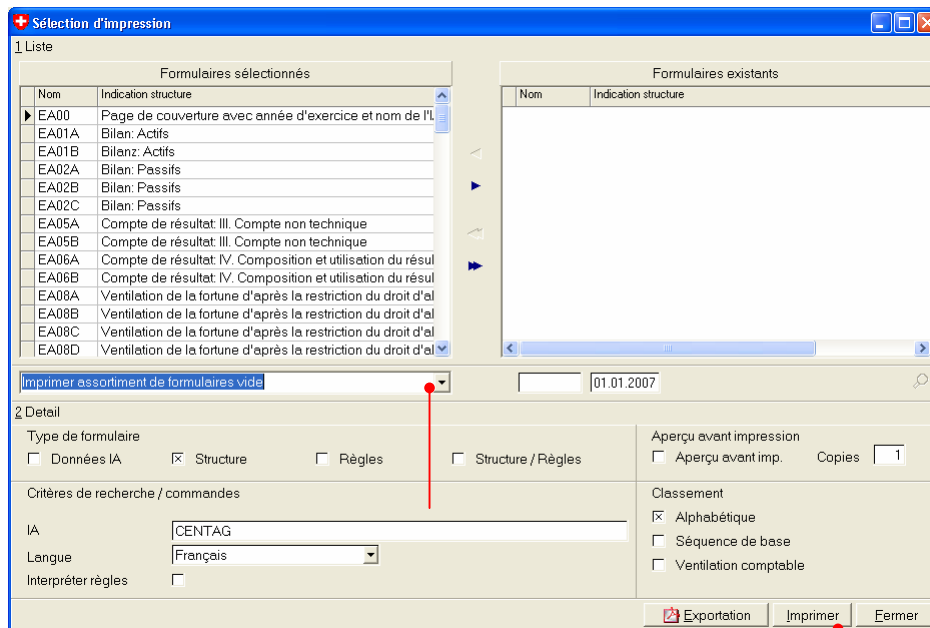 Sélection d'impression
1 Liste
Formulaires sélectionnés
Formulaires existants
Nom Indication structure
Nom Indication structure
EA00 Page de couverture avec année d'exercice et nom de l'I
EA01A Bilan: Actifs
EA01B Bilanz: Actifs
EA02A Bilan: Passifs
EA02B Bilan: Passifs
EA02C Bilan: Passifs
EA05A Compte de résultat: III. Compte non technique
EA05B Compte de résultat: III. Compte non technique
EA06A Compte de résultat: IV. Composition et utilisation du résul
EA06B Compte de résultat: IV. Composition et utilisation du résul
EA08A Ventilation de la fortune d'après la restriction du droit d'al
EA08B Ventilation de la fortune d'après la restriction du droit d'al
EA08C Ventilation de la fortune d'après la restriction du droit d'al
EA08D Ventilation de la fortune d'après la restriction du droit d'al
Imprimer assortiment de formulaires vide
01.01.2007
2 Detail
Type de formulaire
Données IA Structure Règles Structure / Règles
Aperçu avant impression
Aperçu avant imp. Copies 1
Critères de recherche / commandes
IA CENTAG
Langue Français
Interpréter règles
Classement
Alphabétique
Séquence de base
Ventilation comptable
Exportation Imprimer Fermer